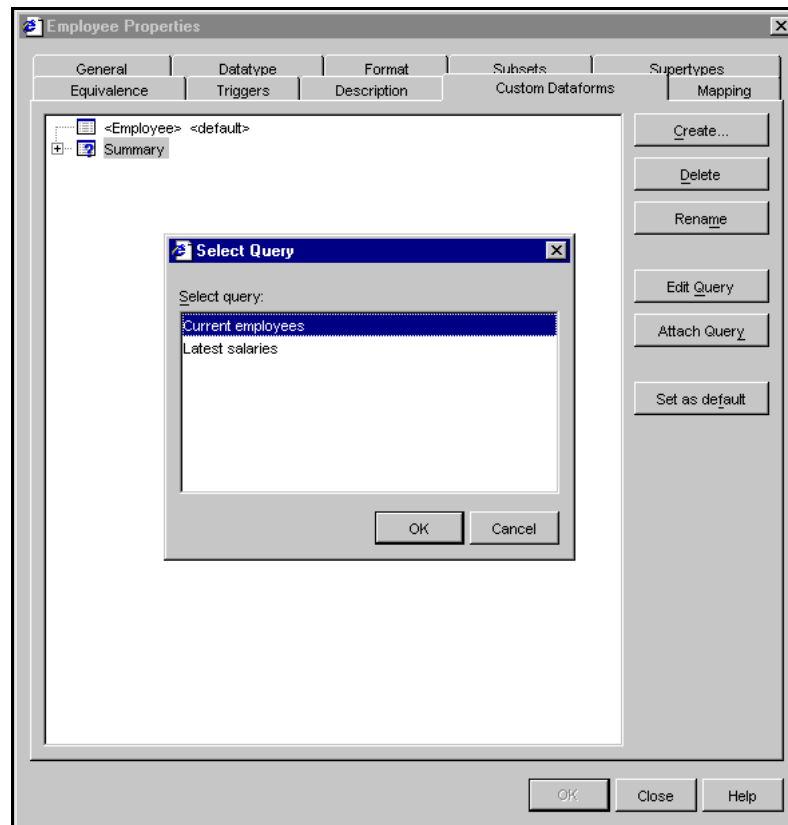 Employee Properties
General Datatype Format Subsets Supertypes
Equivalence Triggers Description Custom Dataforms Mapping
<Employee> <default>
Summary
Create...
Delete
Rename
Edit Query
Attach Query
Set as default
Select Query
Select query:
Current employees
Latest salaries
OK Cancel
OK Close Help